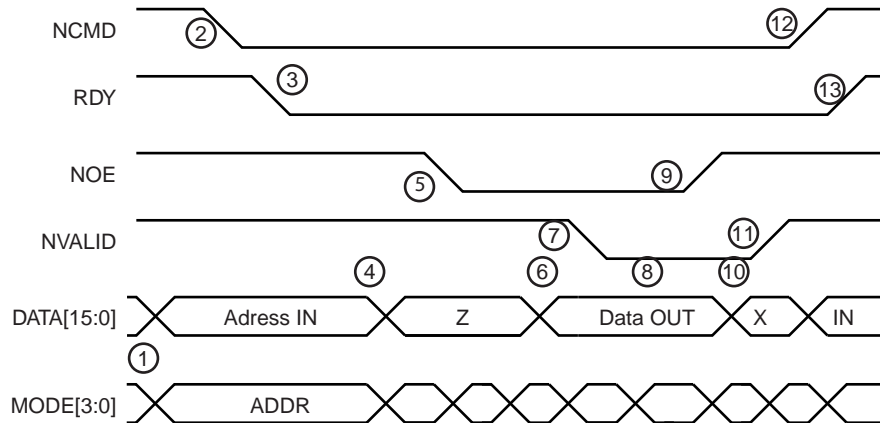 NCMD ② ⑫
RDY ③ ⑬
NOE ⑤ ⑨
NVALID ⑦ ⑪
④ ⑥ ⑧ ⑩
DATA[15:0] Adress IN Z Data OUT X IN
①
MODE[3:0] ADDR